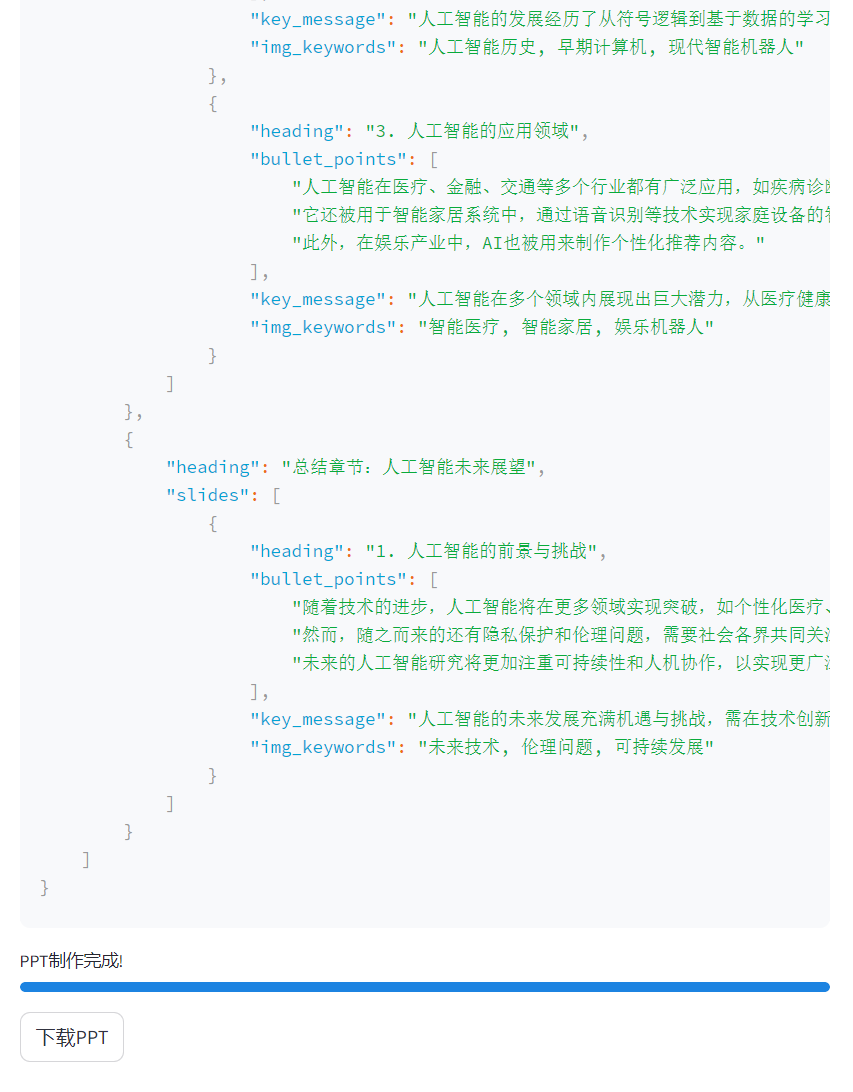 "key_message": "人工智能的发展经历了从符号逻辑到基于数据的学习
"img_keywords": "人工智能历史, 早期计算机, 现代智能机器人"
},
{
"heading": "3. 人工智能的应用领域",
"bullet_points": [
"人工智能在医疗、金融、交通等多个行业都有广泛应用，如疾病诊
"它还被用于智能家居系统中，通过语音识别等技术实现家庭设备的
"此外，在娱乐产业中，AI也被用来制作个性化推荐内容。"
],
"key_message": "人工智能在多个领域内展现出巨大潜力，从医疗健康
"img_keywords": "智能医疗, 智能家居, 娱乐机器人"
}
]
},
{
"heading": "总结章节：人工智能未来展望",
"slides": [
{
"heading": "1. 人工智能的前景与挑战",
"bullet_points": [
"随着技术的进步，人工智能将在更多领域实现突破，如个性化医疗、
"然而，随之而来的还有隐私保护和伦理问题，需要社会各界共同关
"未来的人工智能研究将更加注重可持续性和人机协作，以实现更广
],
"key_message": "人工智能的未来发展充满机遇与挑战，需在技术创新
"img_keywords": "未来技术, 伦理问题, 可持续发展"
}
]
}
]
}
PPT制作完成!
下载PPT